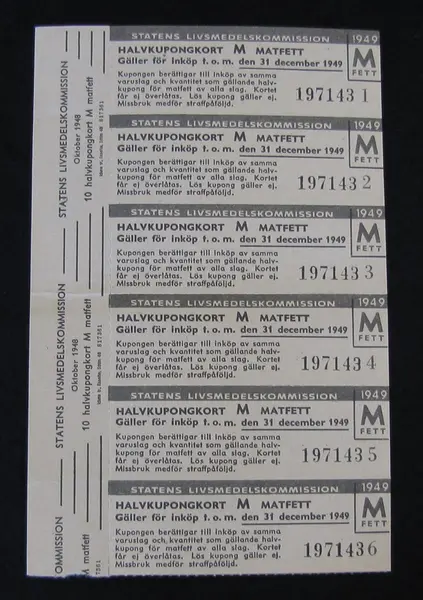 STATENS LIVSMEDELSKOMMISSION 1949
HALVKUPONGKORT M MATFETT
Gäller för inköp t. o. m. den 31 december 1949
M
FETT
Kupongen berättigar till inköp av samma
varuslag och kvantitet som gällande halv-
kupong för matfett av alla slag. Kortet
får ej överlåtas. Lös kupong gäller ej.
Missbruk medför straffpåföljd.
197143 1
STATENS LIVSMEDELSKOMMISSION 1949
HALVKUPONGKORT M MATFETT
Gäller för inköp t. o. m. den 31 december 1949
M
FETT
Kupongen berättigar till inköp av samma
varuslag och kvantitet som gällande halv-
kupong för matfett av alla slag. Kortet
får ej överlåtas. Lös kupong gäller ej.
Missbruk medför straffpåföljd.
197143 2
STATENS LIVSMEDELSKOMMISSION 1949
HALVKUPONGKORT M MATFETT
Gäller för inköp t. o. m. den 31 december 1949
M
FETT
Kupongen berättigar till inköp av samma
varuslag och kvantitet som gällande halv-
kupong för matfett av alla slag. Kortet
får ej överlåtas. Lös kupong gäller ej.
Missbruk medför straffpåföljd.
197143 3
STATENS LIVSMEDELSKOMMISSION 1949
HALVKUPONGKORT M MATFETT
Gäller för inköp t. o. m. den 31 december 1949
M
FETT
Kupongen berättigar till inköp av samma
varuslag och kvantitet som gällande halv-
kupong för matfett av alla slag. Kortet
får ej överlåtas. Lös kupong gäller ej.
Missbruk medför straffpåföljd.
197143 4
STATENS LIVSMEDELSKOMMISSION 1949
HALVKUPONGKORT M MATFETT
Gäller för inköp t. o. m. den 31 december 1949
M
FETT
Kupongen berättigar till inköp av samma
varuslag och kvantitet som gällande halv-
kupong för matfett av alla slag. Kortet
får ej överlåtas. Lös kupong gäller ej.
Missbruk medför straffpåföljd.
197143 5
STATENS LIVSMEDELSKOMMISSION 1949
HALVKUPONGKORT M MATFETT
Gäller för inköp t. o. m. den 31 december 1949
M
FETT
Kupongen berättigar till inköp av samma
varuslag och kvantitet som gällande halv-
kupong för matfett av alla slag. Kortet
får ej överlåtas. Lös kupong gäller ej.
Missbruk medför straffpåföljd.
197143 6
STATENS LIVSMEDELSKOMMISSION
Oktober 1948
10 halvkupongkort M matfett
817381
STATENS LIVSMEDELSKOMMISSION
Oktober 1948
10 halvkupongkort M matfett
817381
OMMISSION
M matfett
7381